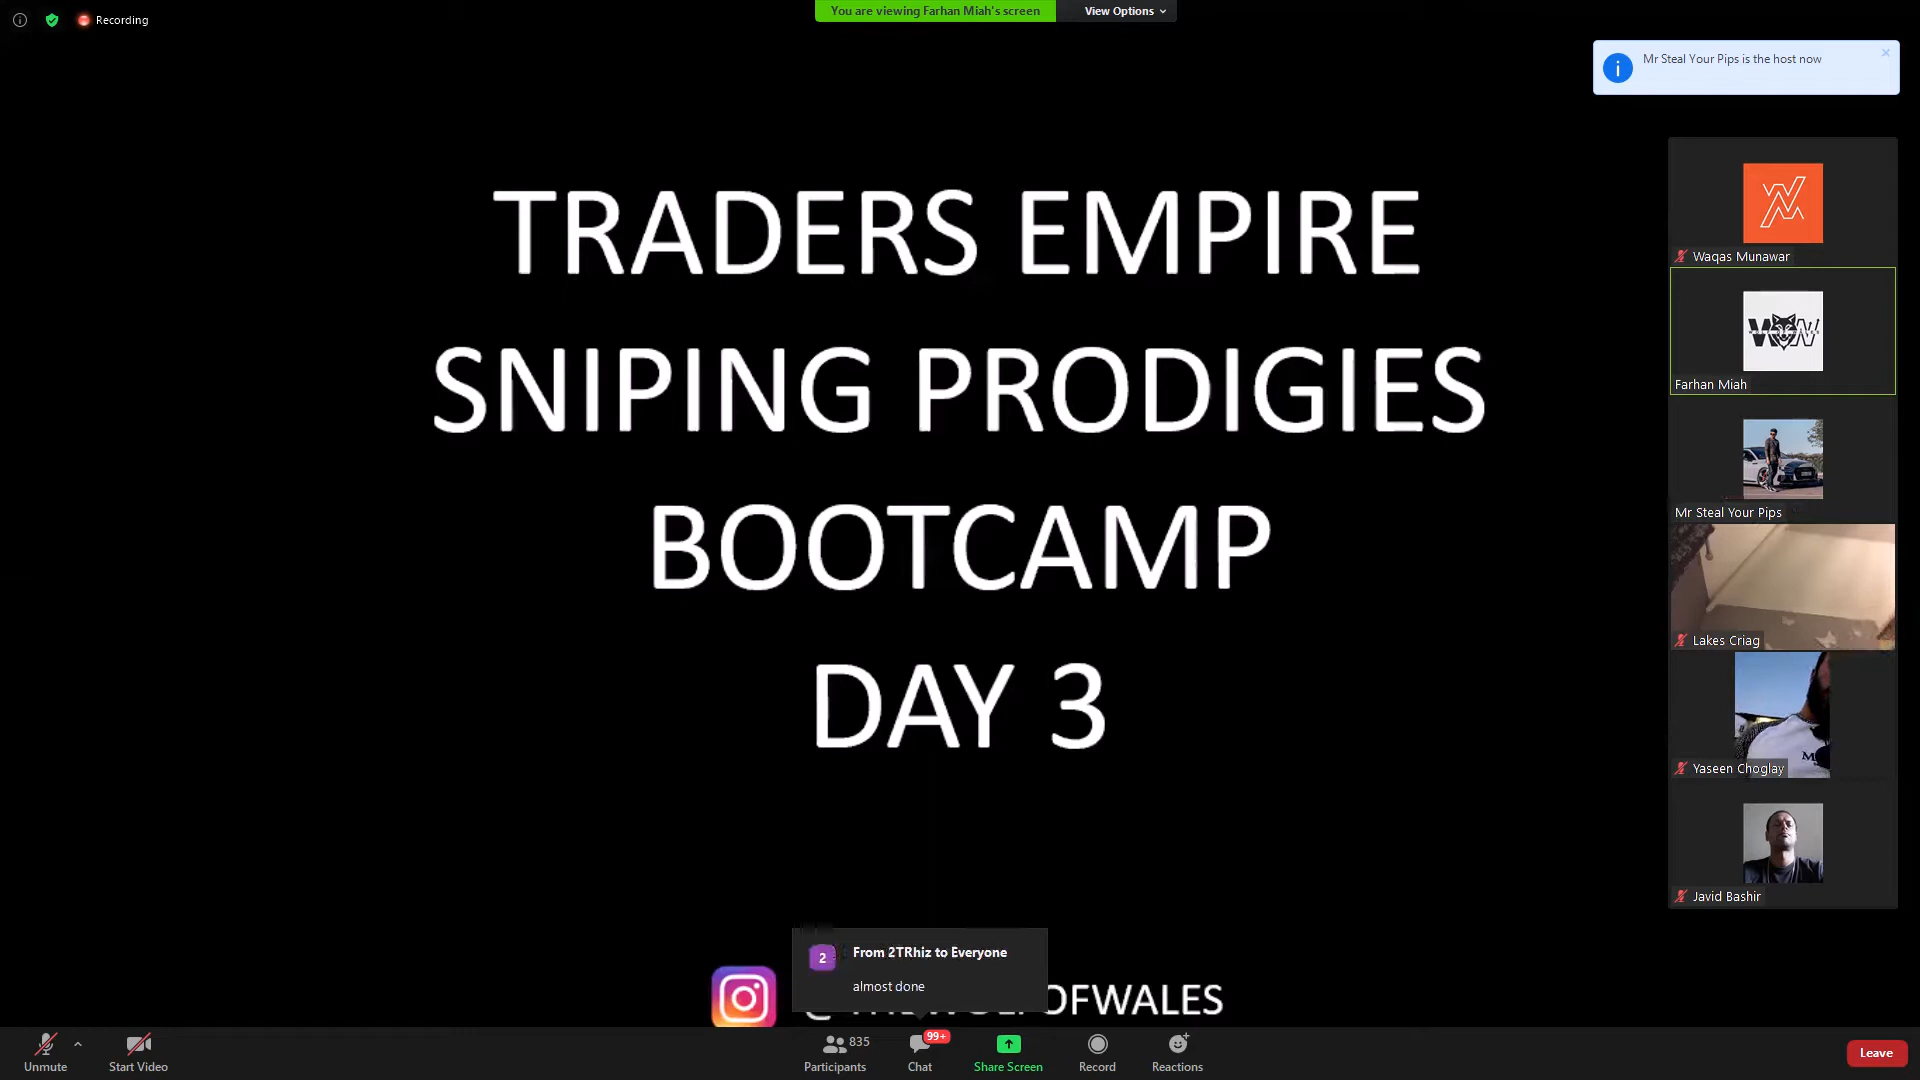 Recording
You are viewing Farhan Miah's screen
View Options
Mr Steal Your Pips is the host now
TRADERS EMPIRE
SNIPING PRODIGIES
BOOTCAMP
DAY 3
Waqas Munawar
Farhan Miah
Mr Steal Your Pips
Lakes Criag
Yaseen Choglay
Javid Bashir
2
From 2TRhiz to Everyone
almost done
OFWALES
Unmute
Start Video
835
Participants
99+
Chat
Share Screen
Record
Reactions
Leave